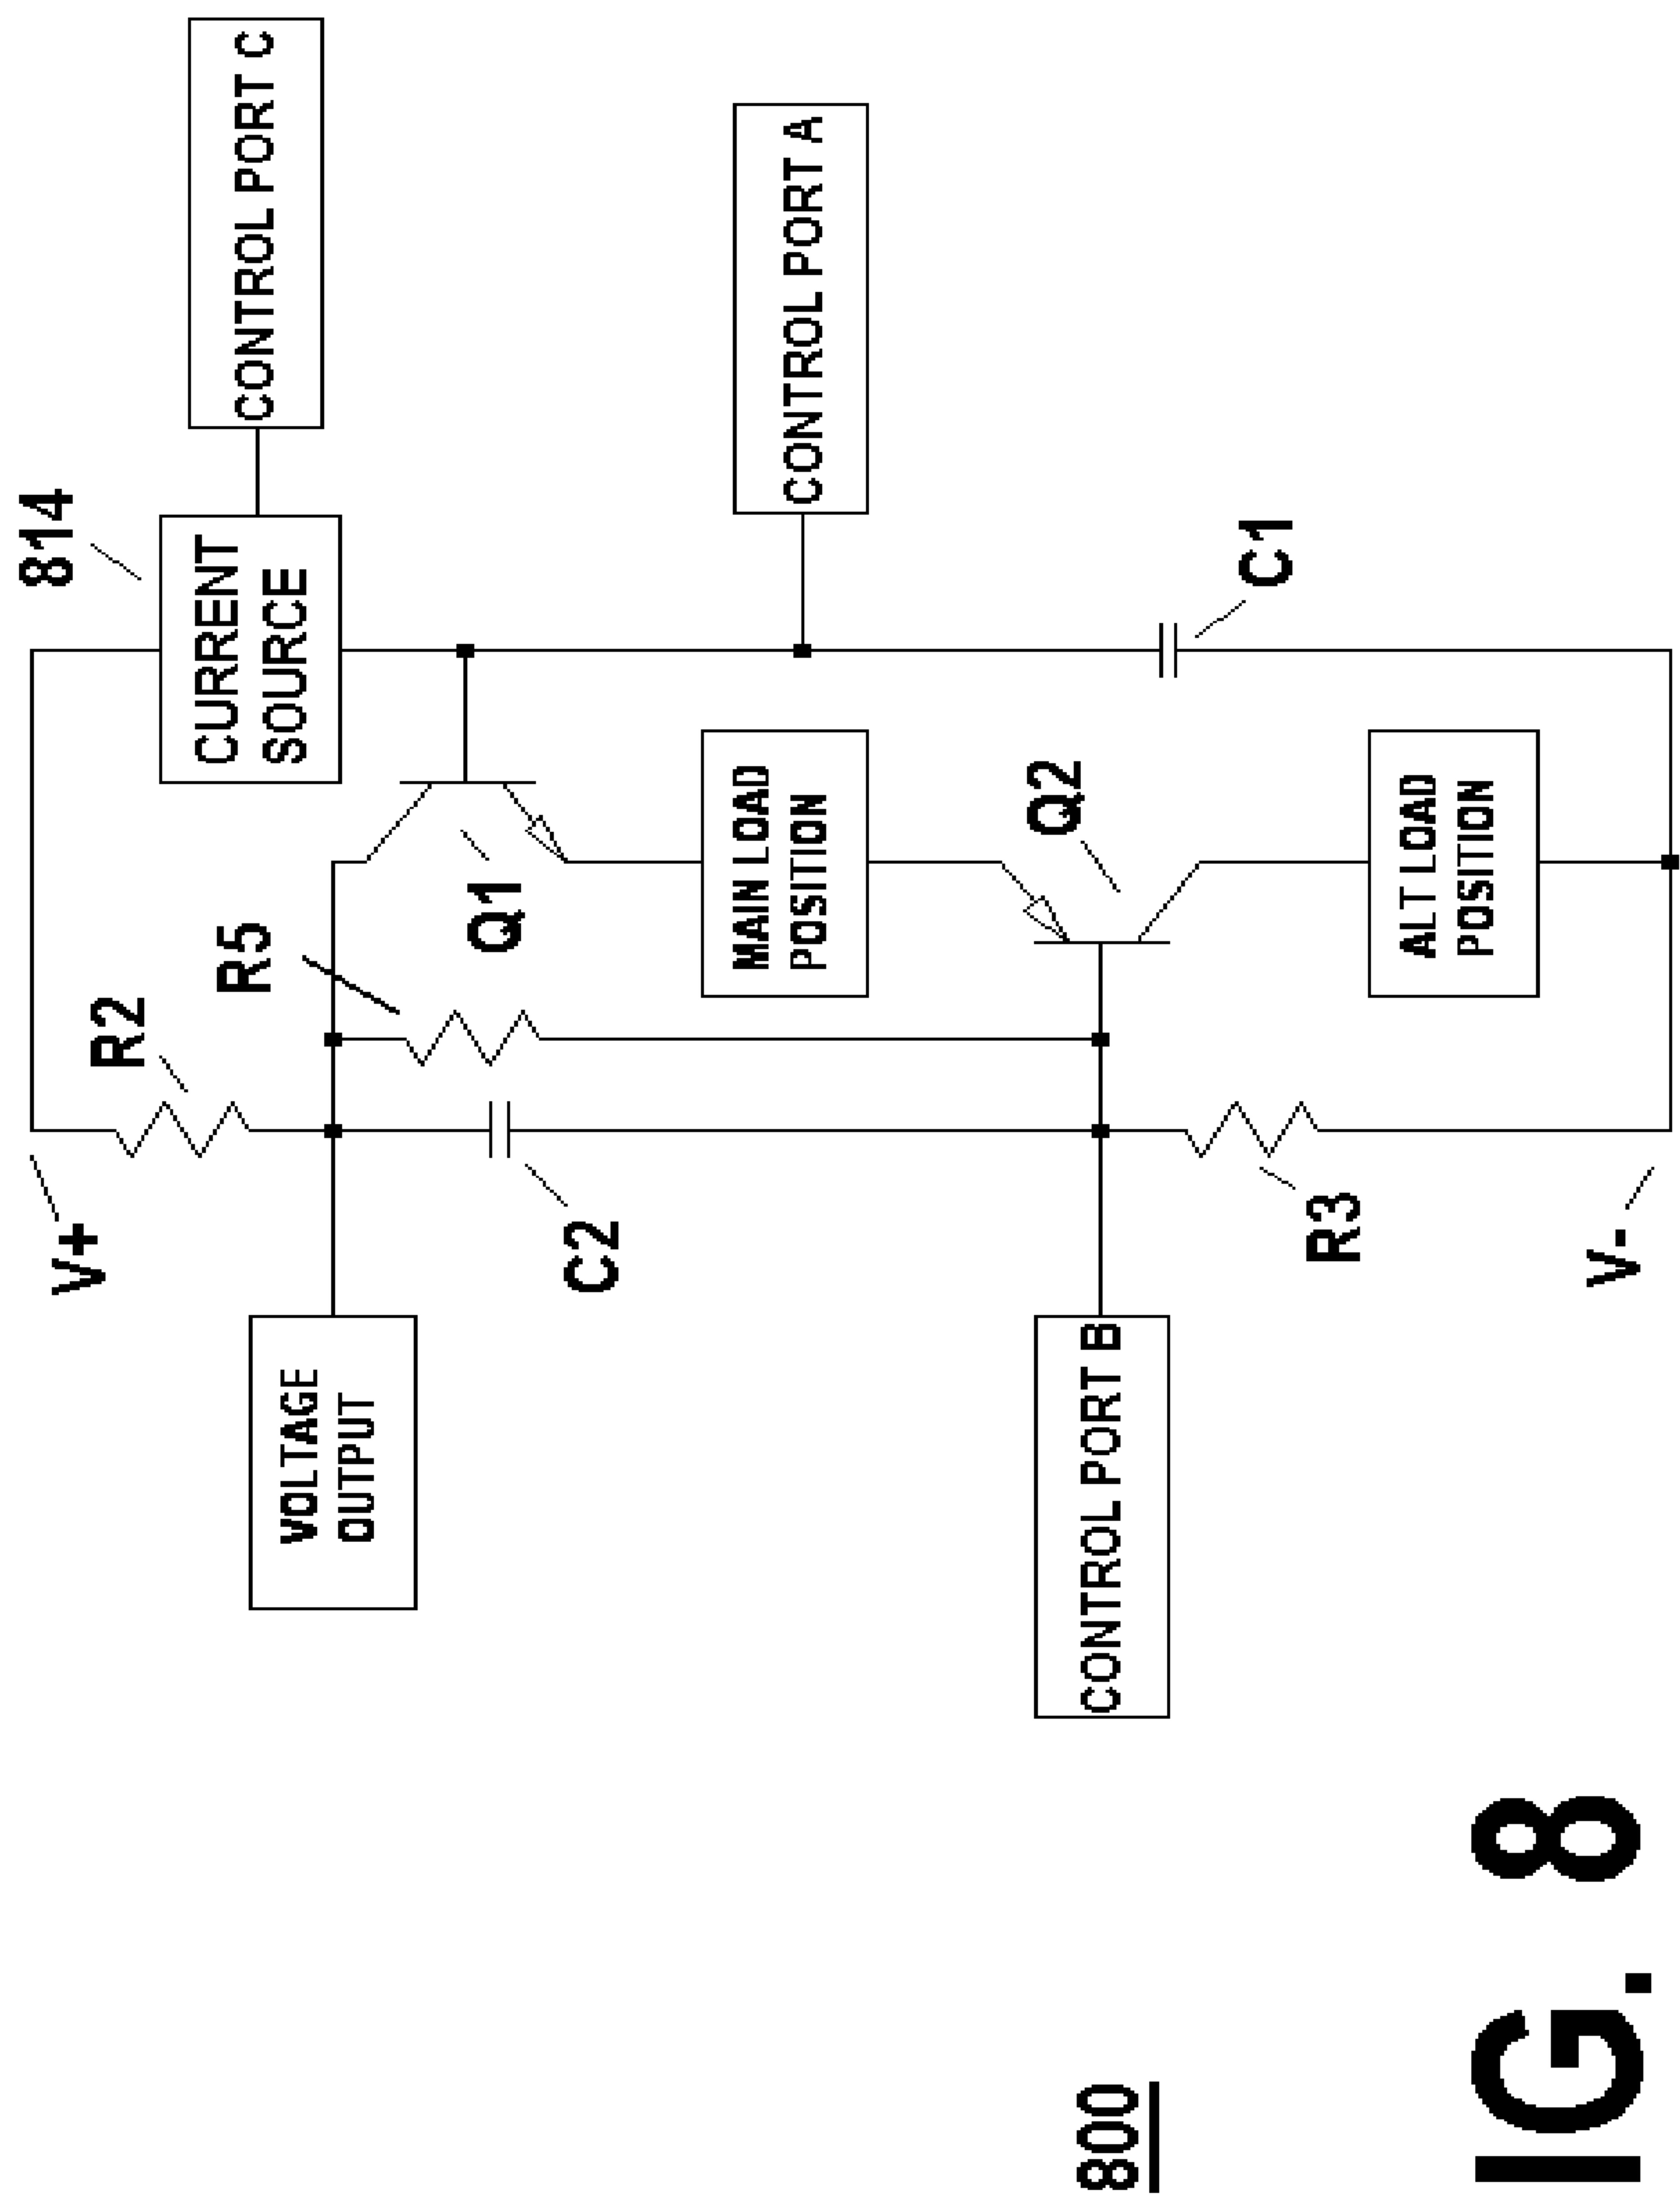 V+
R2
R5
814
CURRENT
SOURCE
CONTROL PORT C
VOLTAGE
OUTPUT
C2
Q1
MAIN LOAD
POSITION
CONTROL PORT A
CONTROL PORT B
Q2
C1
R3
ALT LOAD
POSITION
V-
800
IG. 8